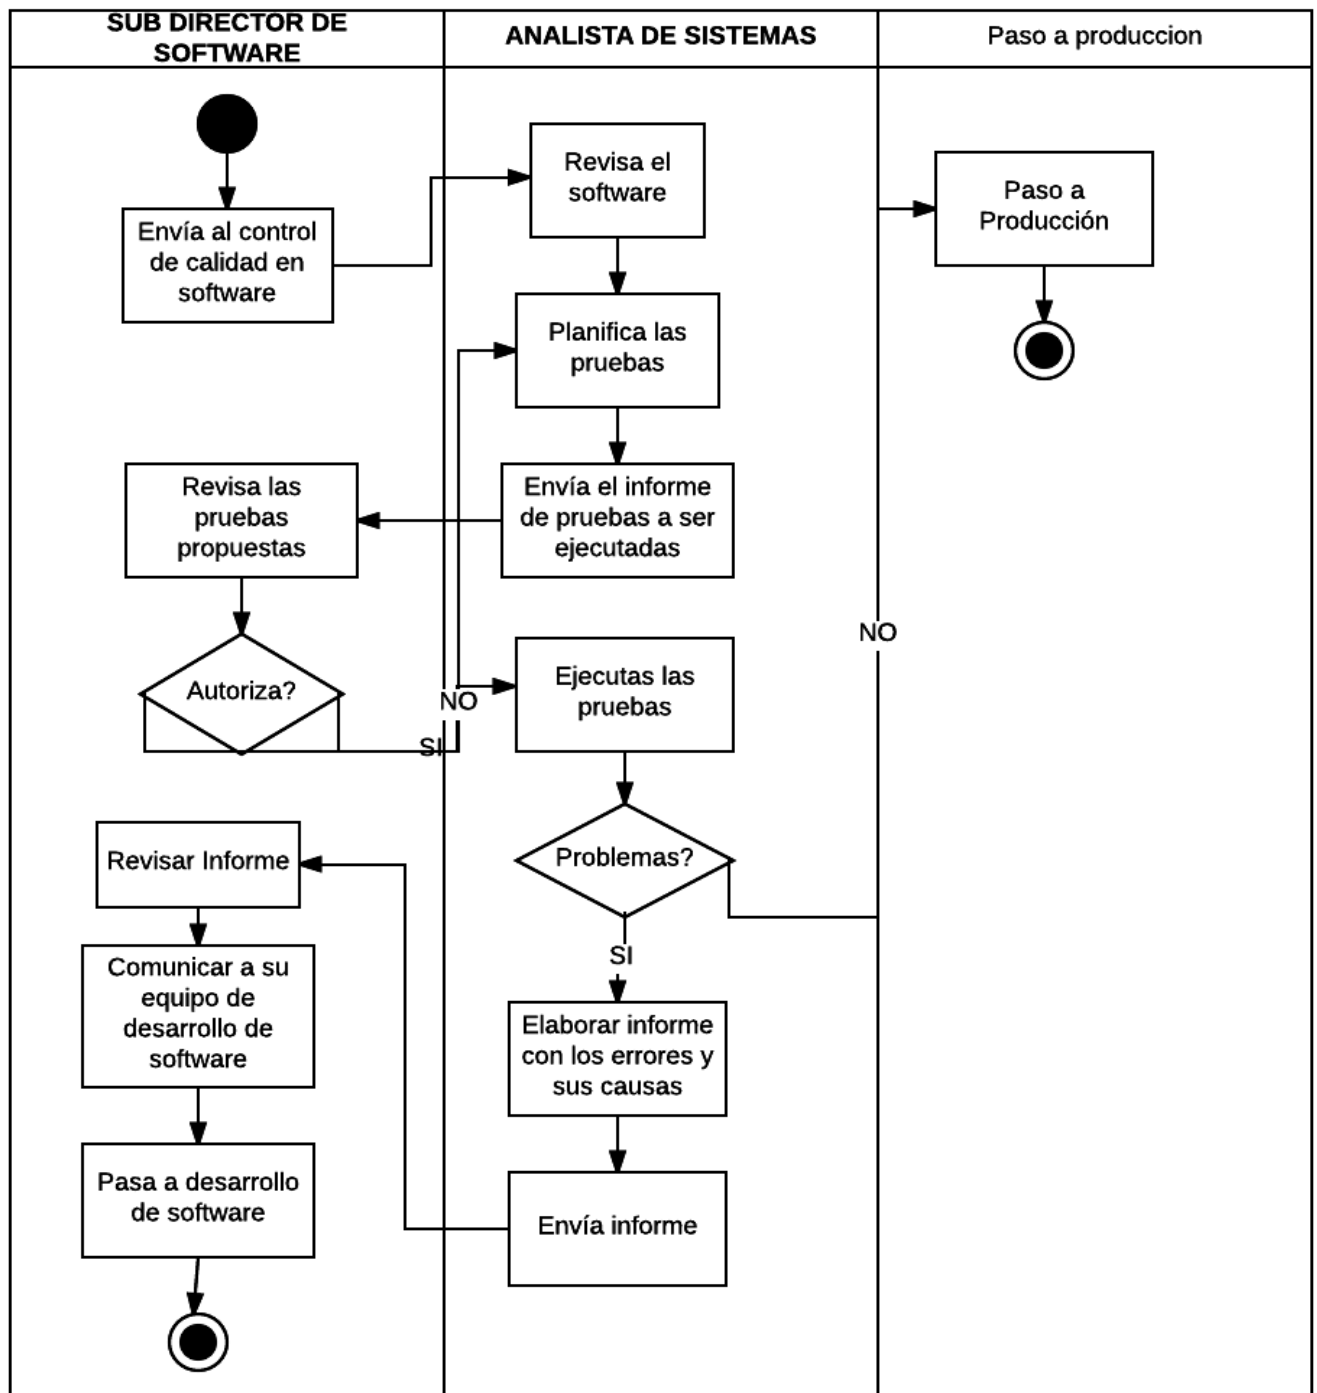 SUB DIRECTOR DE
SOFTWARE
ANALISTA DE SISTEMAS
Paso a produccion
Envía al control
de calidad en
software
Revisa el
software
Paso a
Producción
Planifica las
pruebas
Envía el informe
de pruebas a ser
ejecutadas
Revisa las
pruebas
propuestas
Autoriza?
NO
SI
Ejecutas las
pruebas
NO
Problemas?
SI
Elaborar informe
con los errores y
sus causas
Envía informe
Revisar Informe
Comunicar a su
equipo de
desarrollo de
software
Pasa a desarrollo
de software